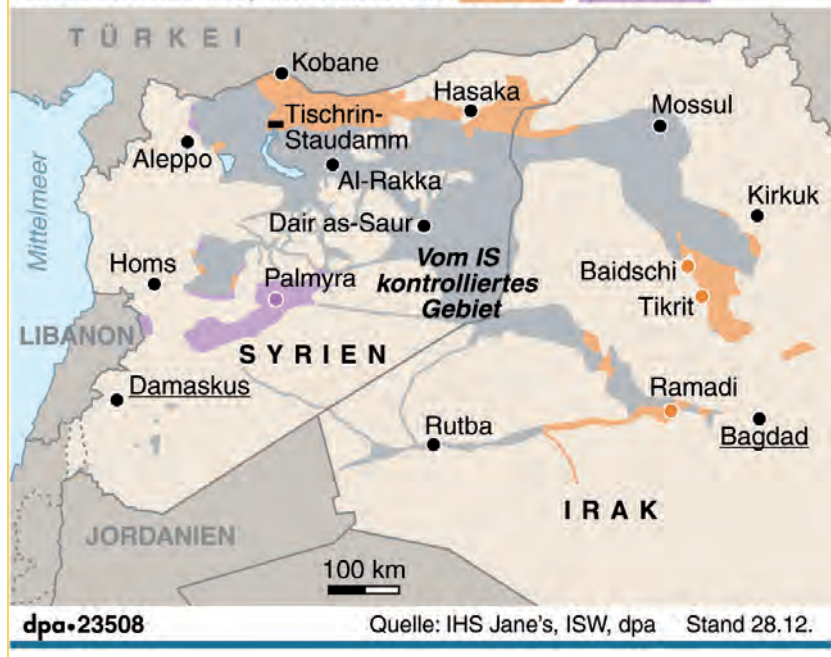 TÜRKEI
Kobane
Hasaka
Mossul
Tischrin-
Staudamm
Aleppo
Al-Rakka
Kirkuk
Mittelmeer
Dair as-Saur
Homs
Palmyra
Vom IS
kontrolliertes
Gebiet
Baidschi
Tikrit
LIBANON
SYRIEN
Damaskus
Ramadi
Rutba
Bagdad
IRAK
JORDANIEN
100 km
dpa•23508
Quelle: IHS Jane's, ISW, dpa
Stand 28.12.